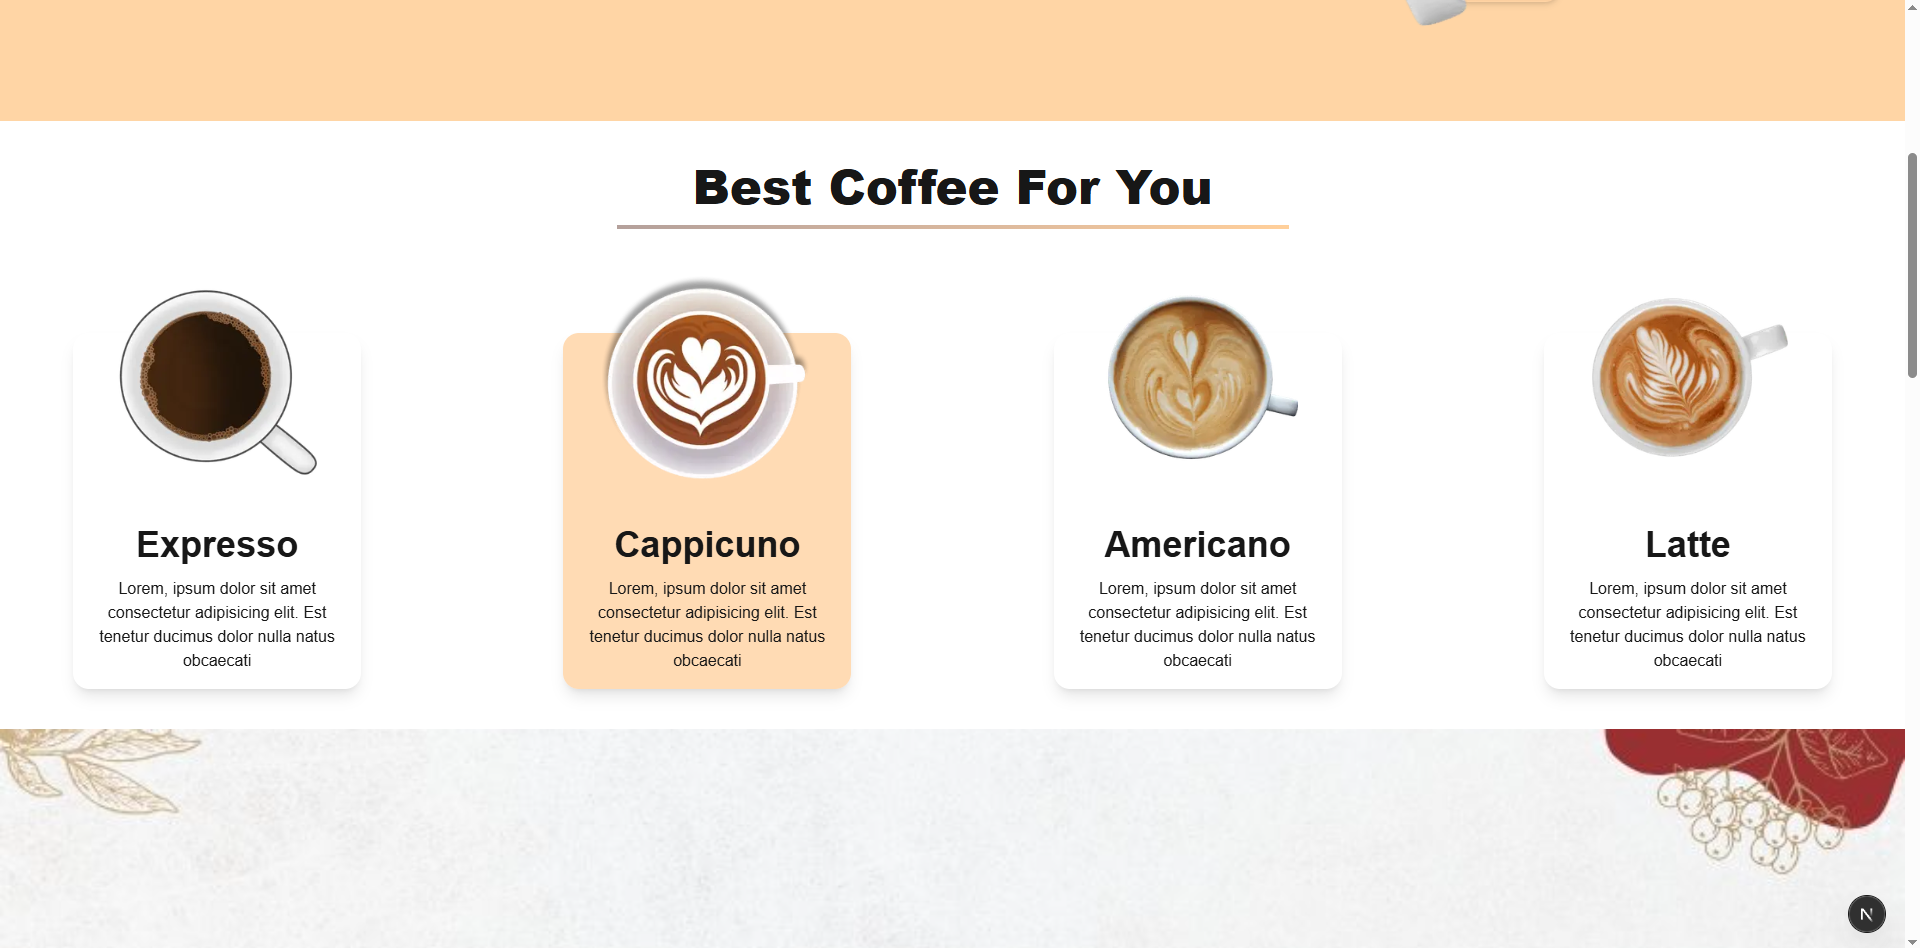 Best Coffee For You
Expresso
Lorem, ipsum dolor sit amet
consectetur adipisicing elit. Est
tenetur ducimus dolor nulla natus
obcaecati
Cappicuno
Lorem, ipsum dolor sit amet
consectetur adipisicing elit. Est
tenetur ducimus dolor nulla natus
obcaecati
Americano
Lorem, ipsum dolor sit amet
consectetur adipisicing elit. Est
tenetur ducimus dolor nulla natus
obcaecati
Latte
Lorem, ipsum dolor sit amet
consectetur adipisicing elit. Est
tenetur ducimus dolor nulla natus
obcaecati
N